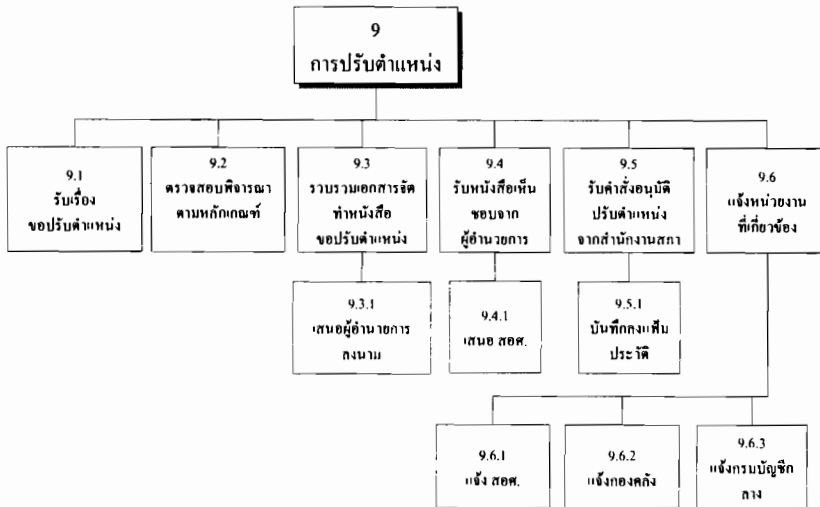 9
การปรับตำแหน่ง
9.1
รับเรื่อง
ขอปรับตำแหน่ง
9.2
ตรวจสอบพิจารณา
ตามหลักเกณฑ์
9.3
รวบรวมเอกสารจัด
ทำหนังสือ
ขอปรับตำแหน่ง
9.4
รับหนังสือเห็น
ชอบจาก
ผู้อำนวยการ
9.5
รับคำสั่งอนุมัติ
ปรับตำแหน่ง
จากสำนักงานสภา
9.6
แจ้งหน่วยงาน
ที่เกี่ยวข้อง
9.3.1
เสนอผู้อำนวยการ
ลงนาม
9.4.1
เสนอ สอศ.
9.5.1
บันทึกลงแฟ้ม
ประวัติ
9.6.1
แจ้ง สอศ.
9.6.2
แจ้งกองคลัง
9.6.3
แจ้งกรมบัญชีก
ลาง